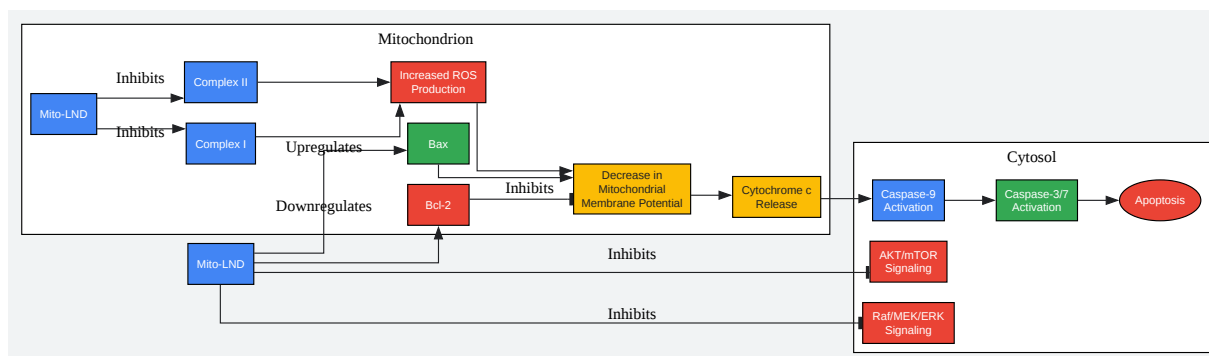 Mitochondrion
Inhibits
Complex II
Increased ROS
Production
Mito-LND
Inhibits
Complex I
Upregulates
Bax
Cytosol
Decrease in
Mitochondrial
Membrane Potential
Inhibits
Cytochrome c
Release
Caspase-9
Activation
Caspase-3/7
Activation
Apoptosis
Downregulates
Bcl-2
Mito-LND
Inhibits
AKT/mTOR
Signaling
Inhibits
Raf/MEK/ERK
Signaling